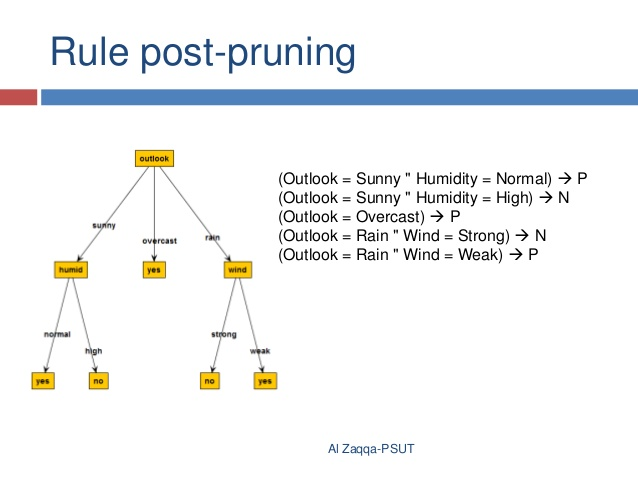 Rule post-pruning
outlook
sunny
overcast
rain
humid
yes
wind
normal
high
strong
weak
yes
no
no
yes
(Outlook = Sunny " Humidity = Normal) → P
(Outlook = Sunny " Humidity = High) → N
(Outlook = Overcast) → P
(Outlook = Rain " Wind = Strong) → N
(Outlook = Rain " Wind = Weak) → P
Al Zaqqa-PSUT